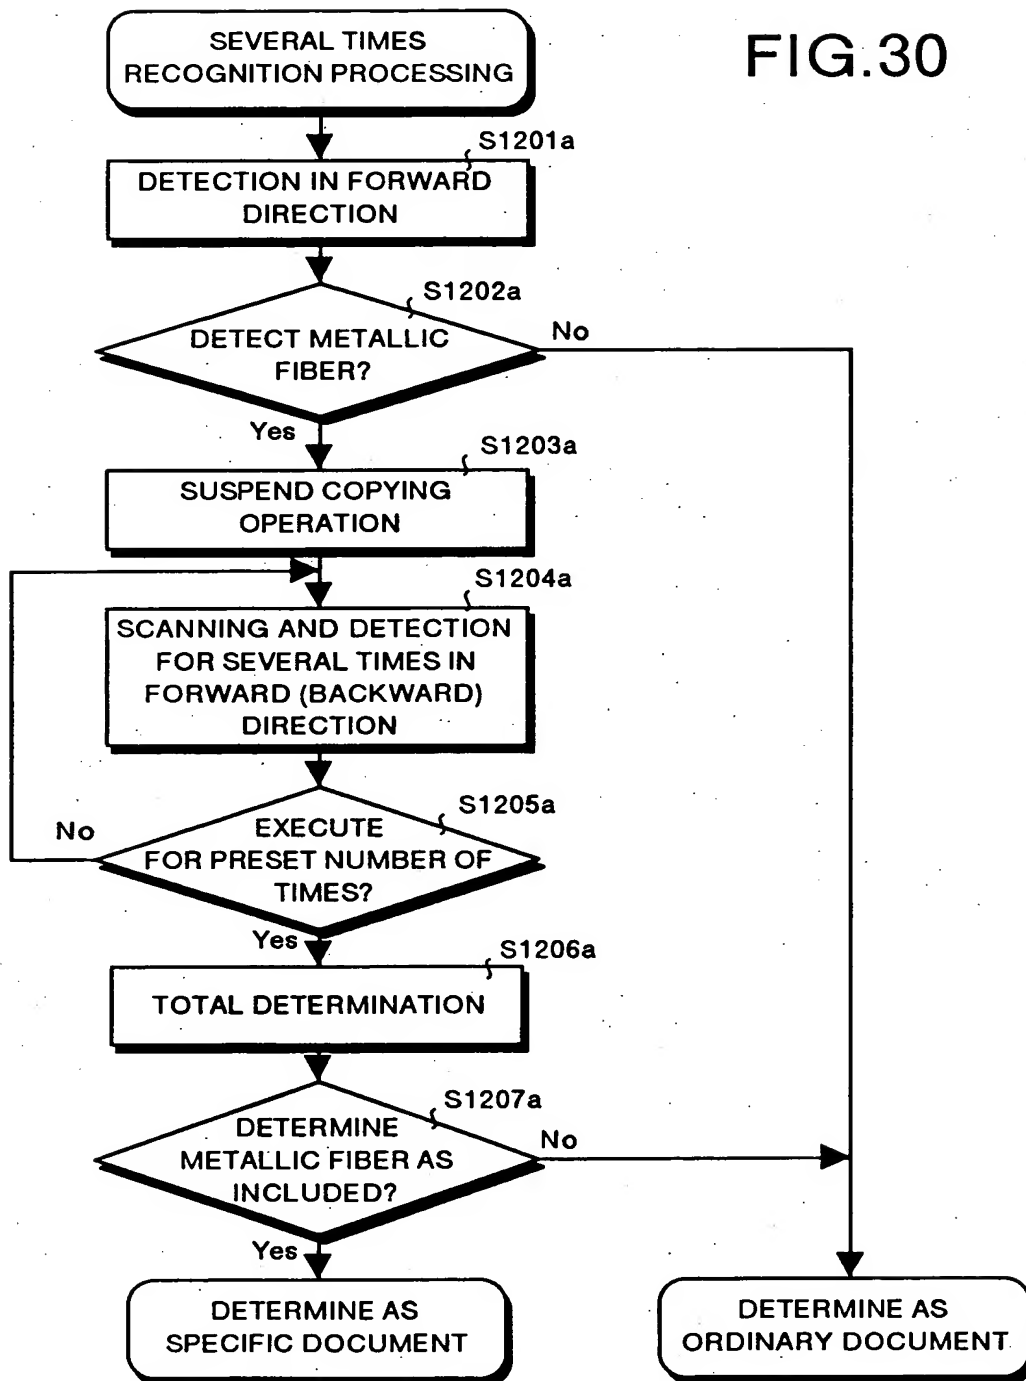 FIG.30
SEVERAL TIMES
RECOGNITION PROCESSING
S1201a
DETECTION IN FORWARD
DIRECTION
S1202a
DETECT METALLIC
FIBER?
No
Yes
S1203a
SUSPEND COPYING
OPERATION
S1204a
SCANNING AND DETECTION
FOR SEVERAL TIMES IN
FORWARD (BACKWARD)
DIRECTION
S1205a
No
EXECUTE
FOR PRESET NUMBER OF
TIMES?
Yes
S1206a
TOTAL DETERMINATION
S1207a
DETERMINE
METALLIC FIBER AS
INCLUDED?
No
Yes
DETERMINE AS
SPECIFIC DOCUMENT
DETERMINE AS
ORDINARY DOCUMENT